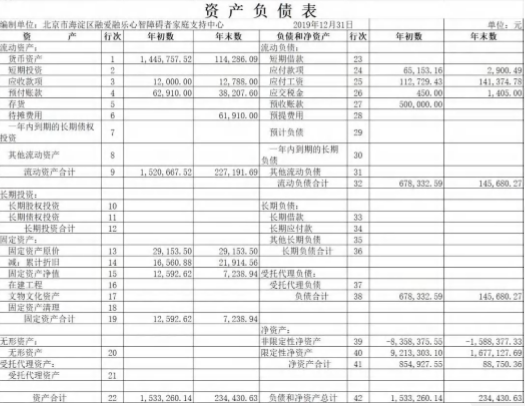 资 产 负 债 表
编制单位：北京市海淀区融爱融乐心智障碍者家庭支持中心 2019年12月31日 单位：元
资 产 行次 年初数 年末数 负债和净资产 行次 年初数 年末数
流动资产： 流动负债：
货币资产 1 1,445,757.52 114,286.09 短期借款 23
短期投资 2 应付款项 24 65,153.16 2,900.49
应收款项 3 12,000.00 12,788.00 应付工资 25 112,729.43 141,374.78
预付账款 4 62,910.00 38,207.60 应交税金 26 450.00 1,405.00
存货 5 预收账款 27 500,000.00
待摊费用 6 61,910.00 预提费用 28
一年内到期的长期债权投资 7 预计负债 29
其他流动资产 8 一年内到期的长期负债 30
流动资产合计 9 1,520,667.52 227,191.69 其他流动负债 31
流动负债合计 32 678,332.59 145,680.27
长期投资：
长期股权投资 10 长期负债：
长期债权投资 11 长期借款 33
长期投资合计 12 长期应付款 34
固定资产： 其他长期负债 35
固定资产原价 13 29,153.50 29,153.50 长期负债合计 36
减：累计折旧 14 16,560.88 21,914.56
固定资产净值 15 12,592.62 7,238.94 受托代理负债：
在建工程 16 受托代理负债 37
文物文化资产 17 负债合计 38 678,332.59 145,680.27
固定资产清理 18
固定资产合计 19 12,592.62 7,238.94
净资产：
无形资产： 非限定性净资产 39 -8,358,375.55 -1,588,377.33
无形资产 20 限定性净资产 40 9,213,303.10 1,677,127.69
受托代理资产： 净资产合计 41 854,927.55 88,750.36
受托代理资产 21
资产合计 22 1,533,260.14 234,430.63 负债和净资产总计 42 1,533,260.14 234,430.63